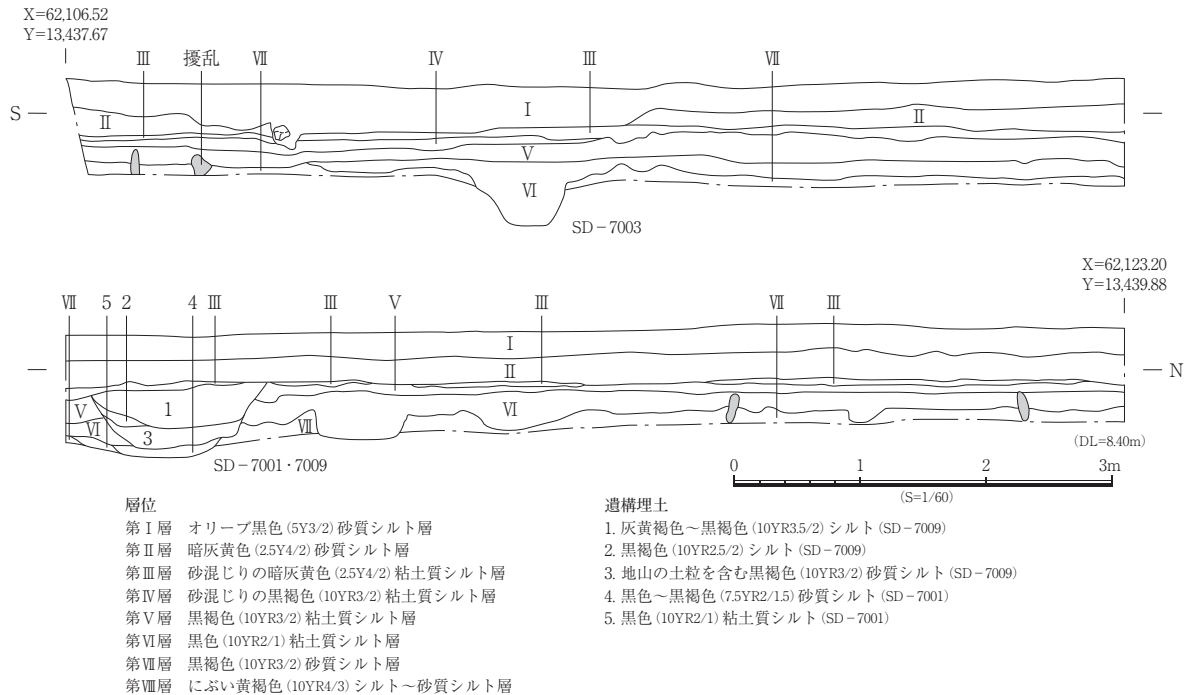 X=62,106.52
Y=13,437.67
Ⅲ 擾乱 Ⅶ Ⅳ Ⅲ Ⅶ
S
Ⅰ
Ⅱ Ⅱ
Ⅴ
Ⅵ
SD－7003
X=62,123.20
Y=13,439.88
Ⅶ 5 2 4 Ⅲ Ⅲ Ⅴ Ⅲ Ⅶ Ⅲ
Ⅰ
Ⅱ
N
Ⅴ 1 Ⅵ
Ⅵ 3 Ⅶ
SD－7001・7009
(DL=8.40m)
0 1 2 3m
(S=1/60)
層位
第Ⅰ層 オリーブ黒色(5Y3/2)砂質シルト層
第Ⅱ層 暗灰黄色(2.5Y4/2)砂質シルト層
第Ⅲ層 砂混じりの暗灰黄色(2.5Y4/2)粘土質シルト層
第Ⅳ層 砂混じりの黒褐色(10YR3/2)粘土質シルト層
第Ⅴ層 黒褐色(10YR3/2)粘土質シルト層
第Ⅵ層 黒色(10YR2/1)粘土質シルト層
第Ⅶ層 黒褐色(10YR3/2)砂質シルト層
第Ⅷ層 にぶい黄褐色(10YR4/3)シルト～砂質シルト層
遺構埋土
1. 灰黄褐色～黒褐色(10YR3.5/2)シルト(SD－7009)
2. 黒褐色(10YR2.5/2)シルト(SD－7009)
3. 地山の土粒を含む黒褐色(10YR3/2)砂質シルト(SD－7009)
4. 黒色～黒褐色(7.5YR2/1.5)砂質シルト(SD－7001)
5. 黒色(10YR2/1)粘土質シルト(SD－7001)